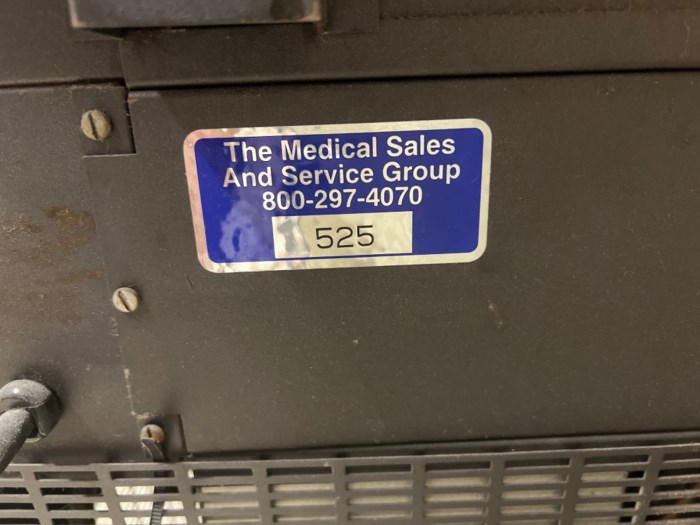 The Medical Sales
And Service Group
800-297-4070
525